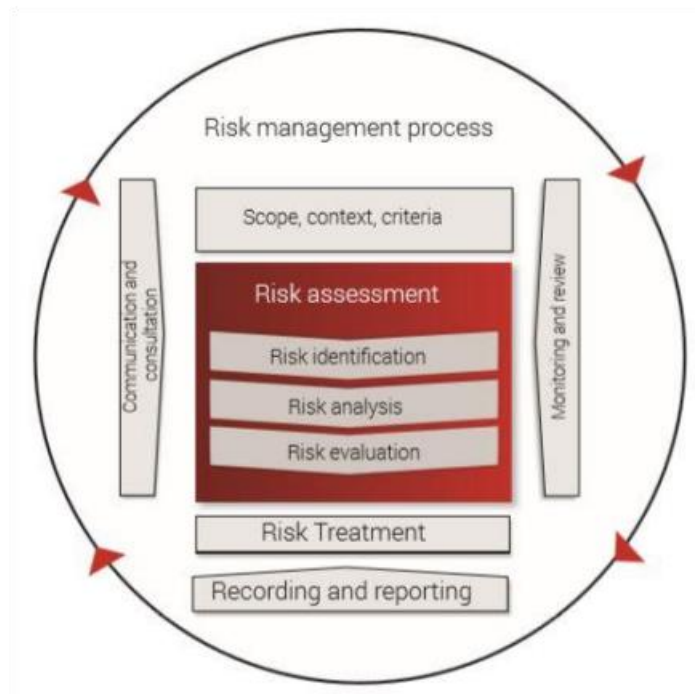 Risk management process
Scope, context, criteria
Communication and
consultation
Risk assessment
Risk identification
Risk analysis
Risk evaluation
Monitoring and review
Risk Treatment
Recording and reporting